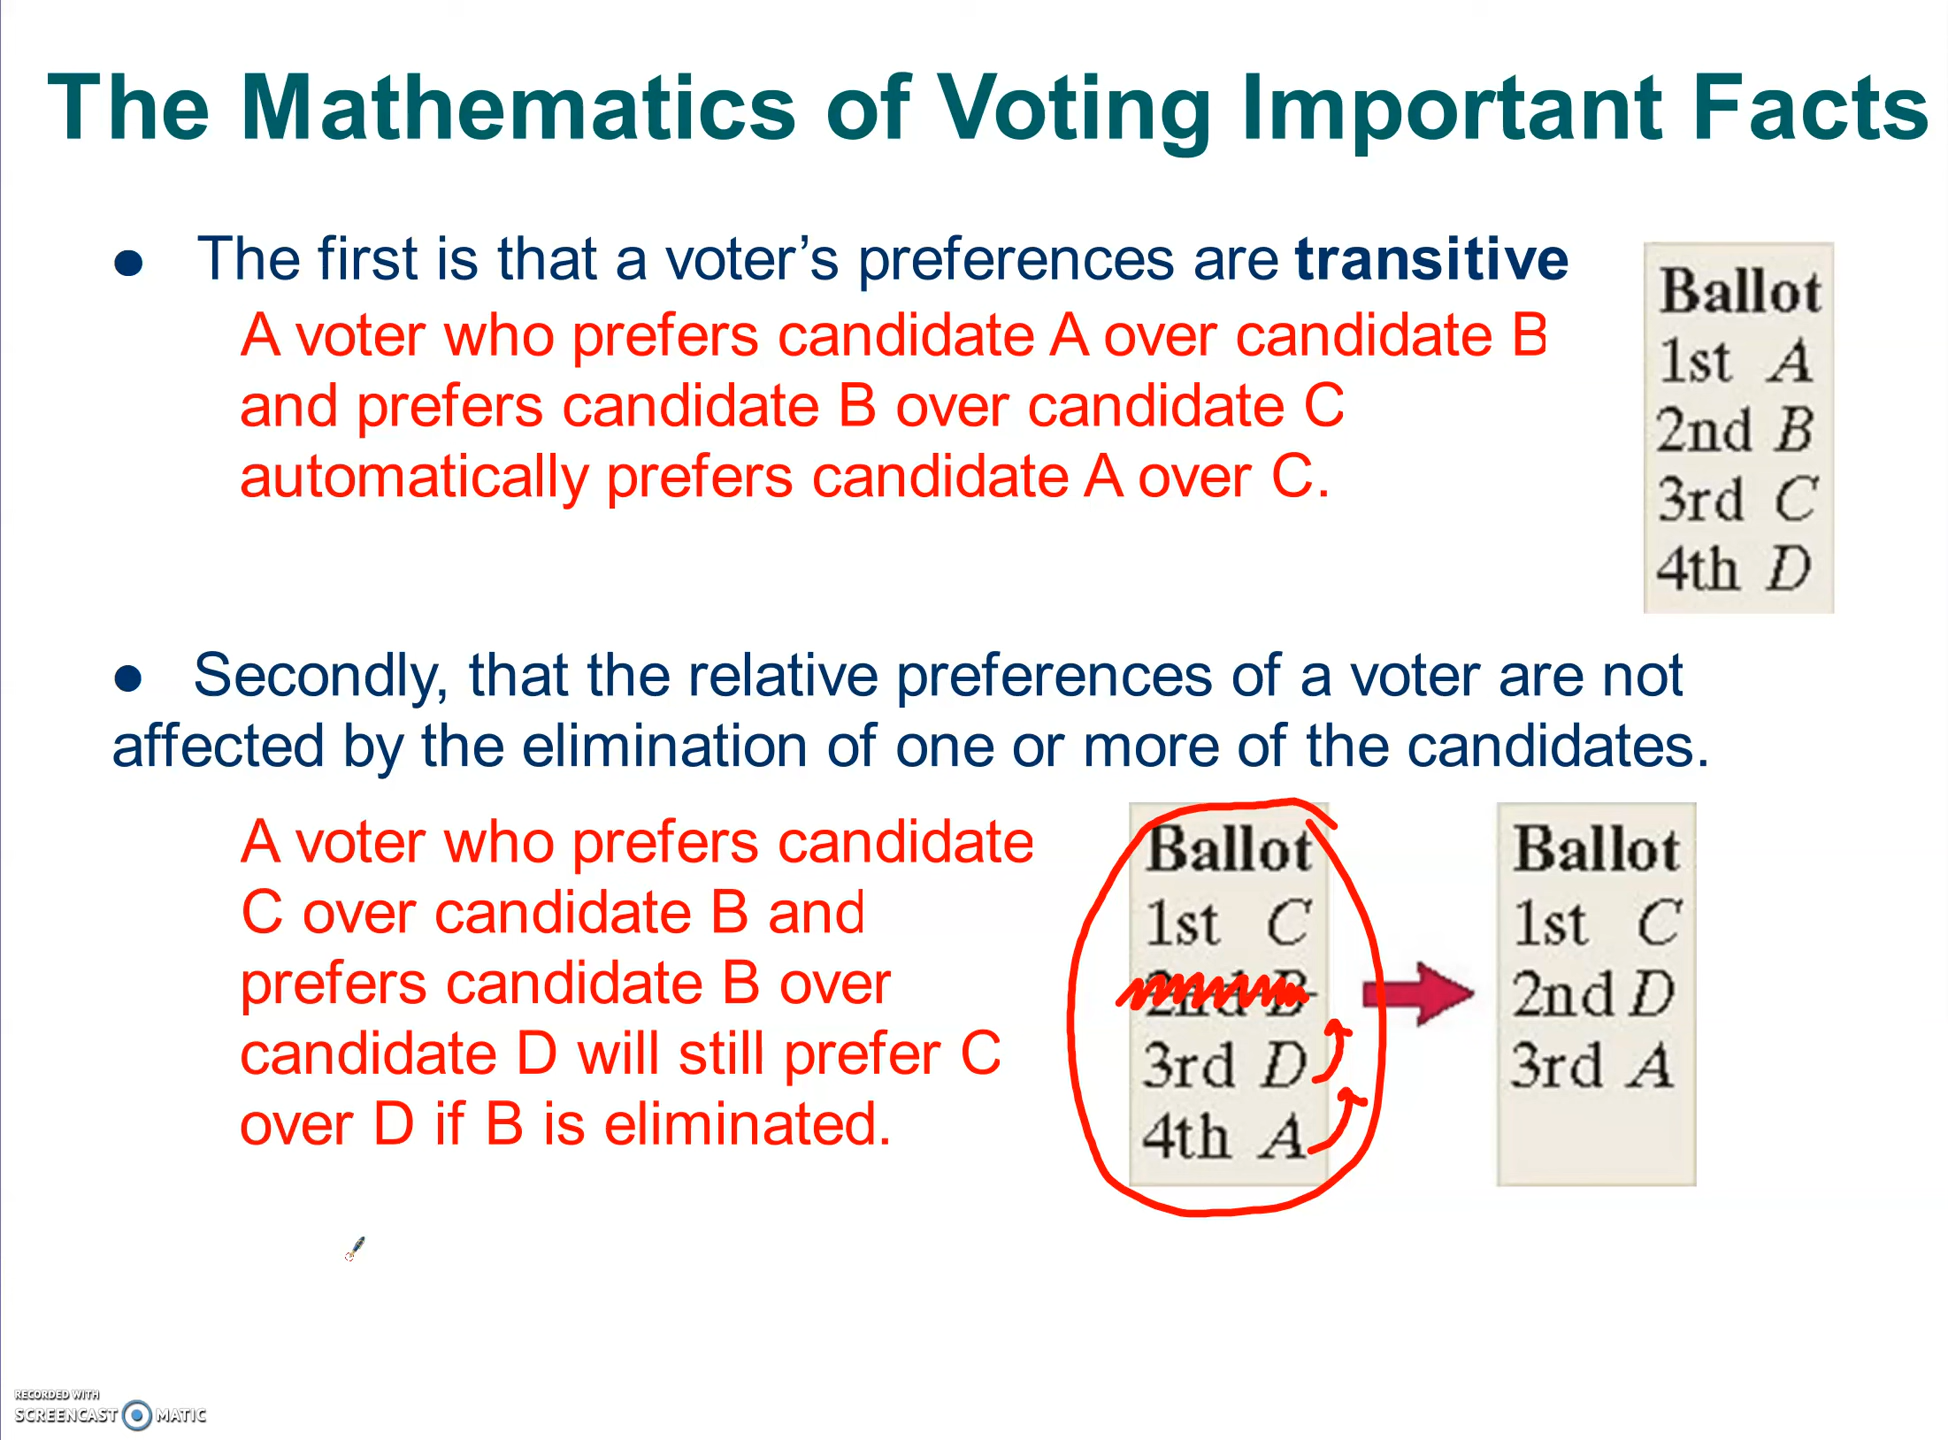 The Mathematics of Voting Important Facts
● The first is that a voter’s preferences are transitive
A voter who prefers candidate A over candidate B
and prefers candidate B over candidate C
automatically prefers candidate A over C.
Ballot
1st A
2nd B
3rd C
4th D
● Secondly, that the relative preferences of a voter are not
affected by the elimination of one or more of the candidates.
A voter who prefers candidate
C over candidate B and
prefers candidate B over
candidate D will still prefer C
over D if B is eliminated.
Ballot
1st C
2nd B
3rd D
4th A
Ballot
1st C
2nd D
3rd A
RECORDED WITH
SCREENCAST MATIC